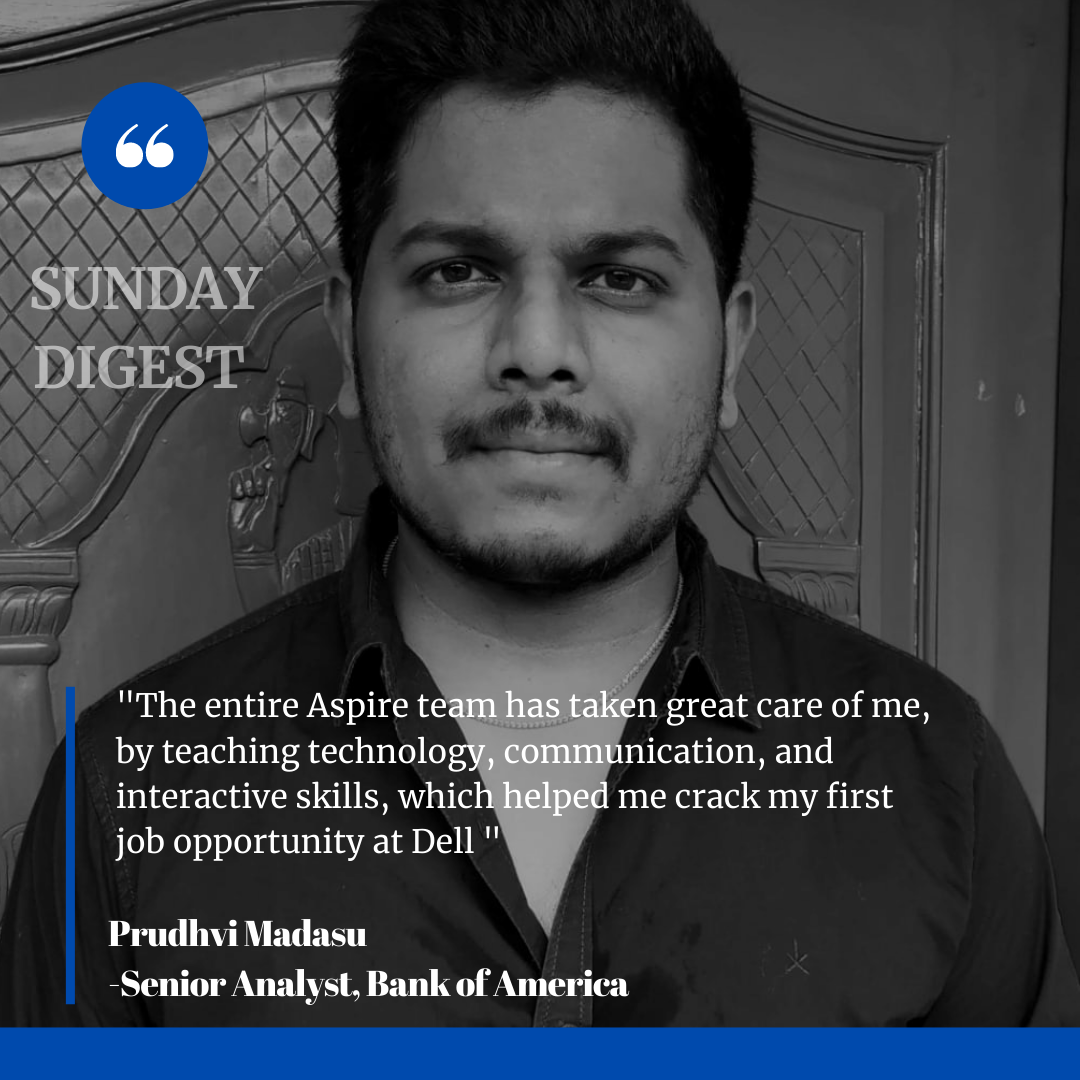 SUNDAY
DIGEST
"The entire Aspire team has taken great care of me,
by teaching technology, communication, and
interactive skills, which helped me crack my first
job opportunity at Dell "
Prudhvi Madasu
-Senior Analyst, Bank of America